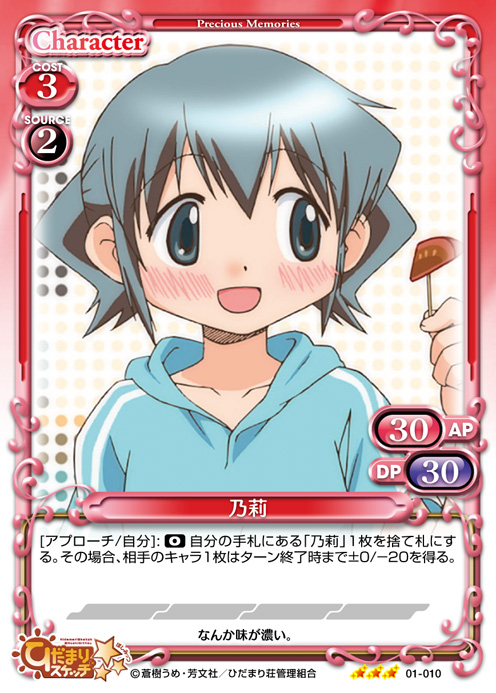 Precious Memories
Character
COST
3
SOURCE
2
30 AP
DP 30
乃莉
[アプローチ/自分]: 0 自分の手札にある「乃莉」1枚を捨て札にす
る。その場合、相手のキャラ1枚はターン終了時まで±0/−20を得る。
なんか味が濃い。
ひだまり
スケッチ
©蒼樹うめ・芳文社/ひだまり荘管理組合
01-010